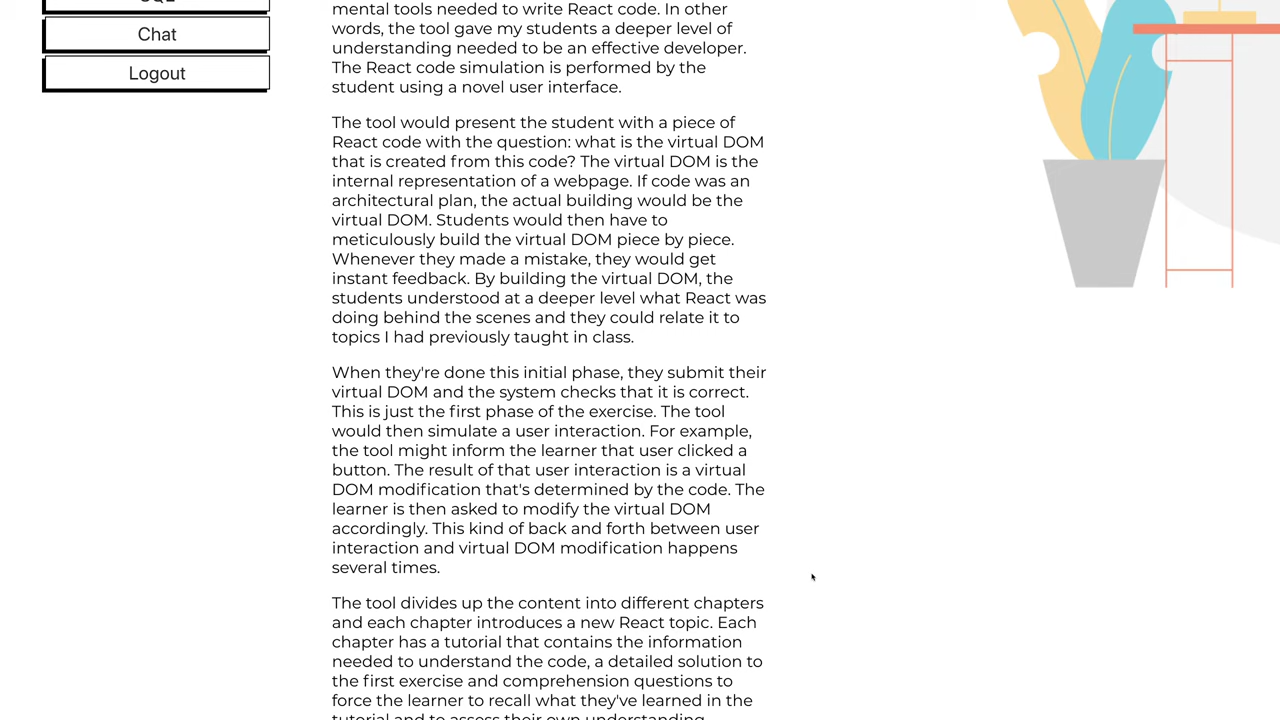 SQL
Chat
Logout
mental tools needed to write React code. In other
words, the tool gave my students a deeper level of
understanding needed to be an effective developer.
The React code simulation is performed by the
student using a novel user interface.
The tool would present the student with a piece of
React code with the question: what is the virtual DOM
that is created from this code? The virtual DOM is the
internal representation of a webpage. If code was an
architectural plan, the actual building would be the
virtual DOM. Students would then have to
meticulously build the virtual DOM piece by piece.
Whenever they made a mistake, they would get
instant feedback. By building the virtual DOM, the
students understood at a deeper level what React was
doing behind the scenes and they could relate it to
topics I had previously taught in class.
When they're done this initial phase, they submit their
virtual DOM and the system checks that it is correct.
This is just the first phase of the exercise. The tool
would then simulate a user interaction. For example,
the tool might inform the learner that user clicked a
button. The result of that user interaction is a virtual
DOM modification that's determined by the code. The
learner is then asked to modify the virtual DOM
accordingly. This kind of back and forth between user
interaction and virtual DOM modification happens
several times.
The tool divides up the content into different chapters
and each chapter introduces a new React topic. Each
chapter has a tutorial that contains the information
needed to understand the code, a detailed solution to
the first exercise and comprehension questions to
force the learner to recall what they've learned in the
tutorial and to assess their own understanding.